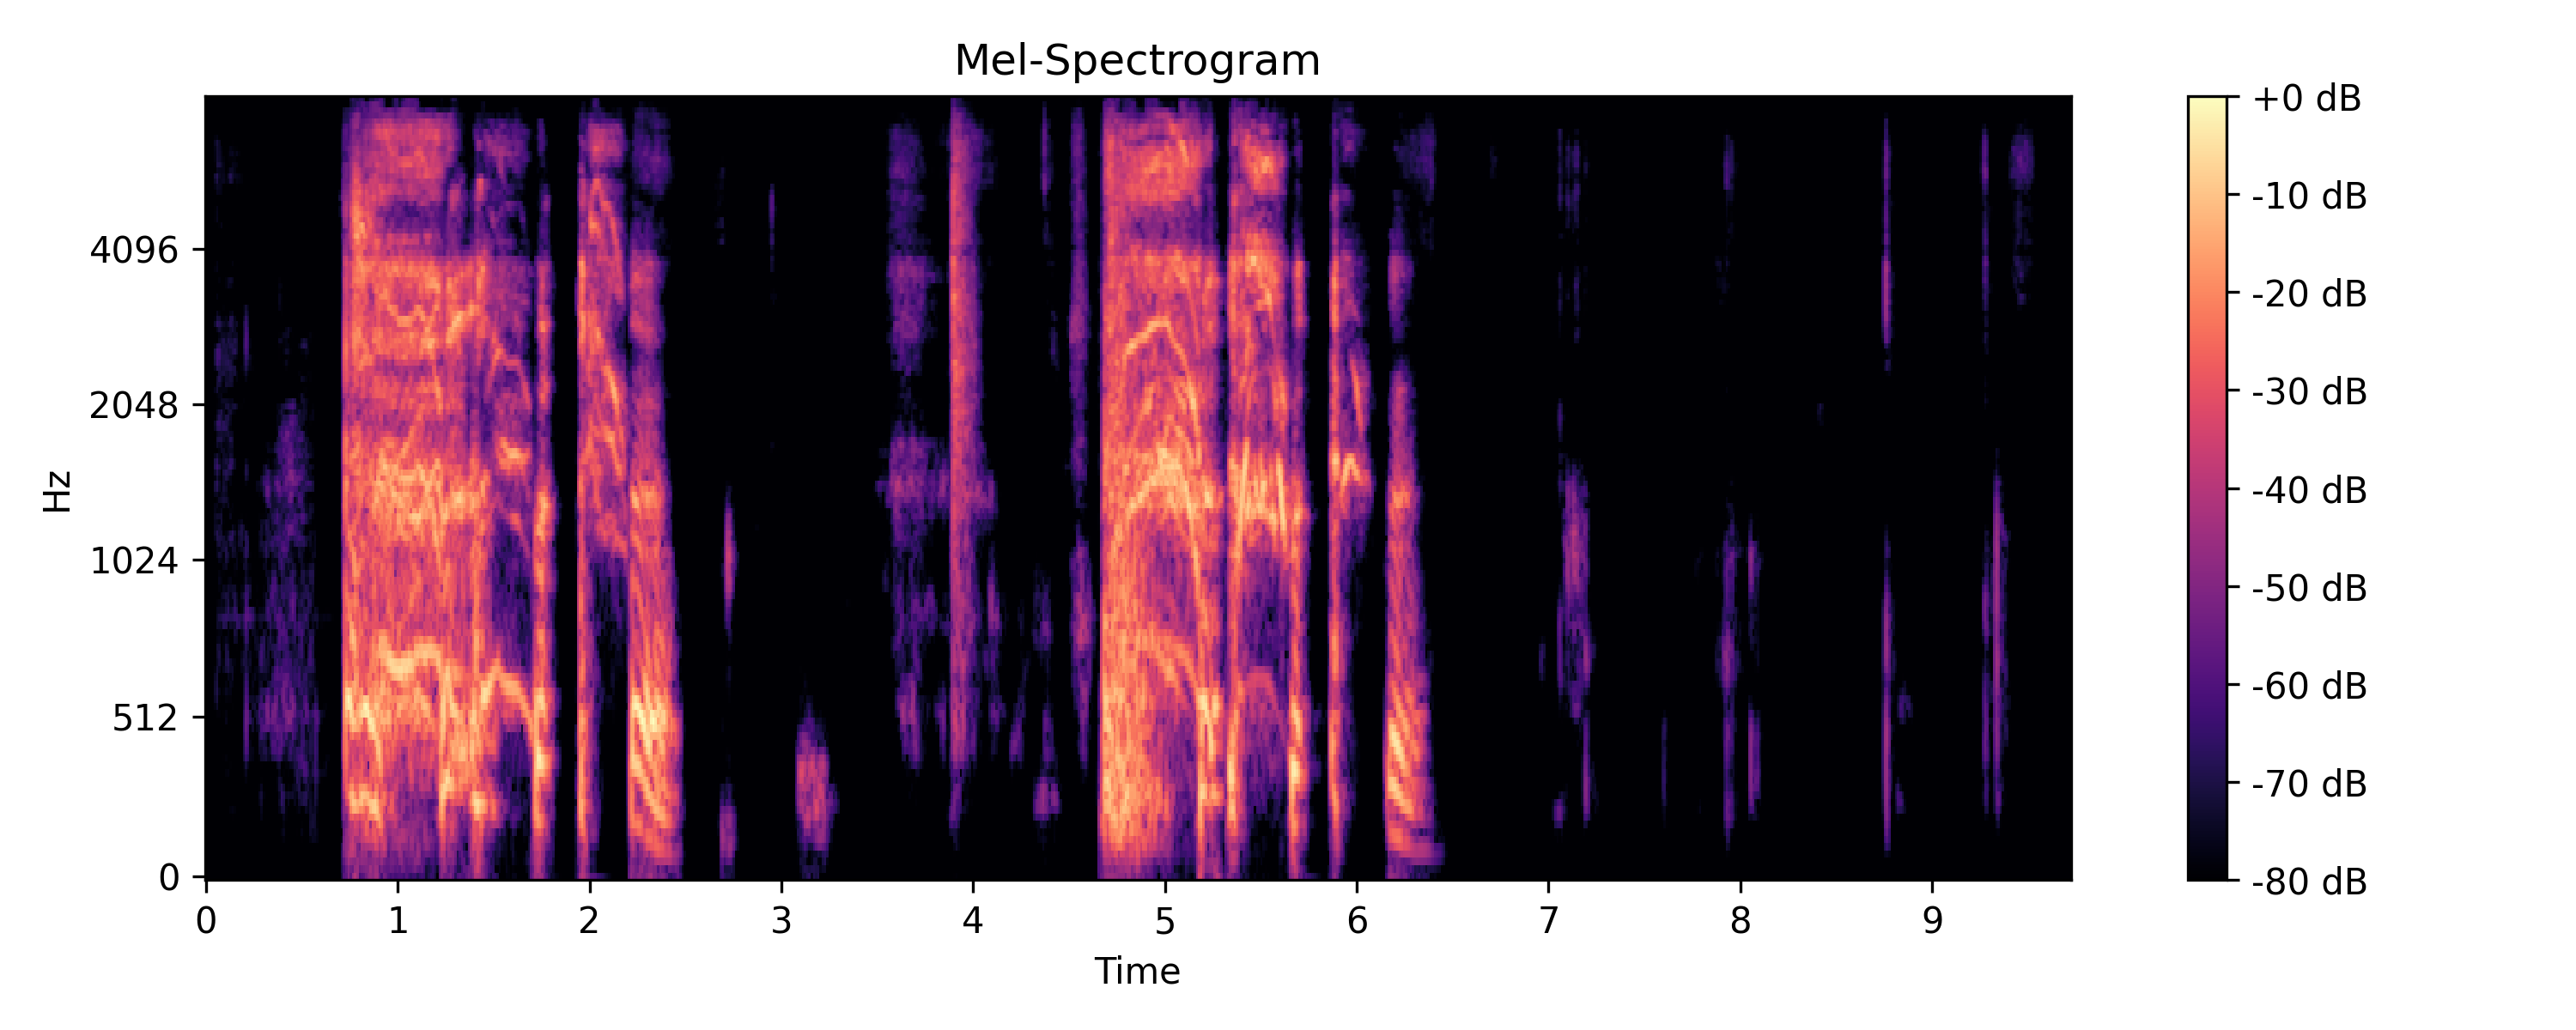 Mel-Spectrogram
+0 dB
-10 dB
-20 dB
-30 dB
-40 dB
-50 dB
-60 dB
-70 dB
-80 dB
Hz
4096
2048
1024
512
0
0 1 2 3 4 5 6 7 8 9
Time